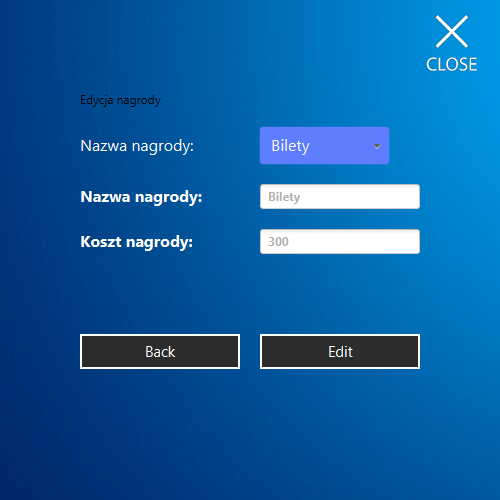 CLOSE
Edycja nagrody
Nazwa nagrody: Bilety
Nazwa nagrody: Bilety
Koszt nagrody: 300
Back Edit